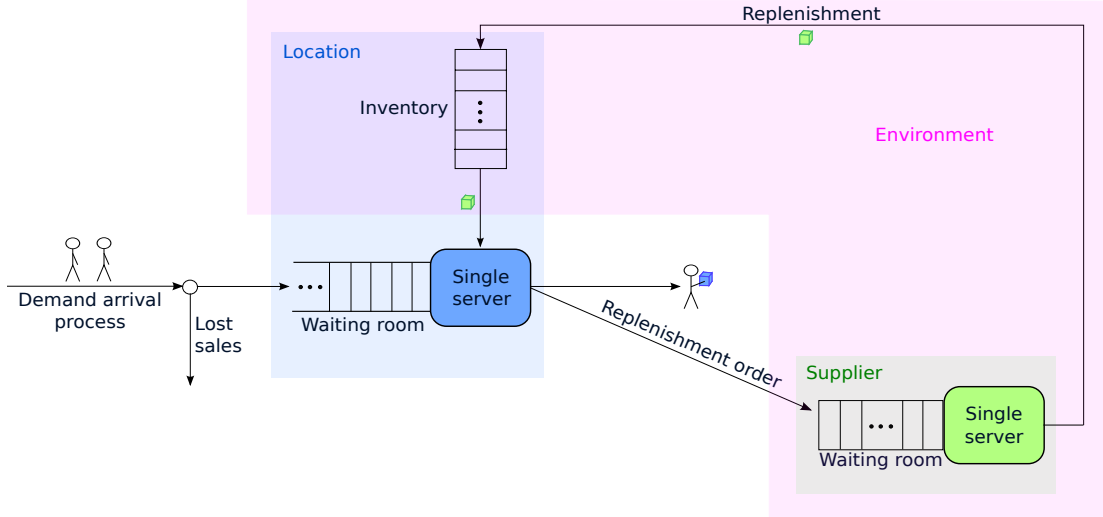 Replenishment
Location
Inventory
Environment
Single
server
Demand arrival
process
Lost
sales
Waiting room
Replenishment order
Supplier
Single
server
Waiting room